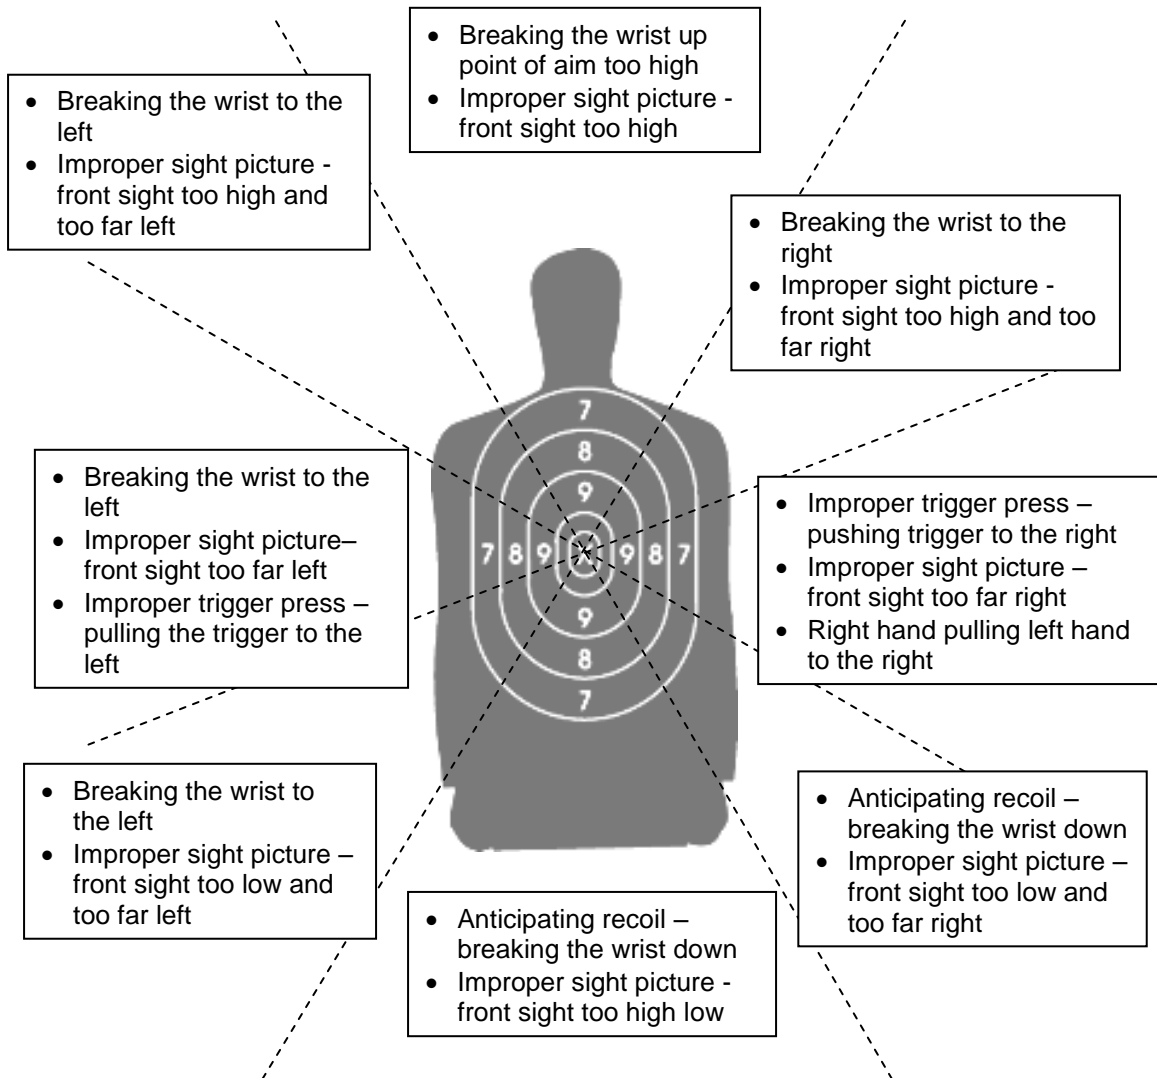 • Breaking the wrist up
point of aim too high
• Improper sight picture -
front sight too high
• Breaking the wrist to the
left
• Improper sight picture -
front sight too high and
too far left
• Breaking the wrist to the
right
• Improper sight picture -
front sight too high and too
far right
7
8
9
• Breaking the wrist to the
left
• Improper sight picture–
front sight too far left
• Improper trigger press –
pulling the trigger to the
left
7 8 9 X 9 8 7
• Improper trigger press –
pushing trigger to the right
• Improper sight picture –
front sight too far right
• Right hand pulling left hand
to the right
9
8
7
• Breaking the wrist to
the left
• Improper sight picture –
front sight too low and
too far left
• Anticipating recoil –
breaking the wrist down
• Improper sight picture –
front sight too low and
too far right
• Anticipating recoil –
breaking the wrist down
• Improper sight picture -
front sight too high low